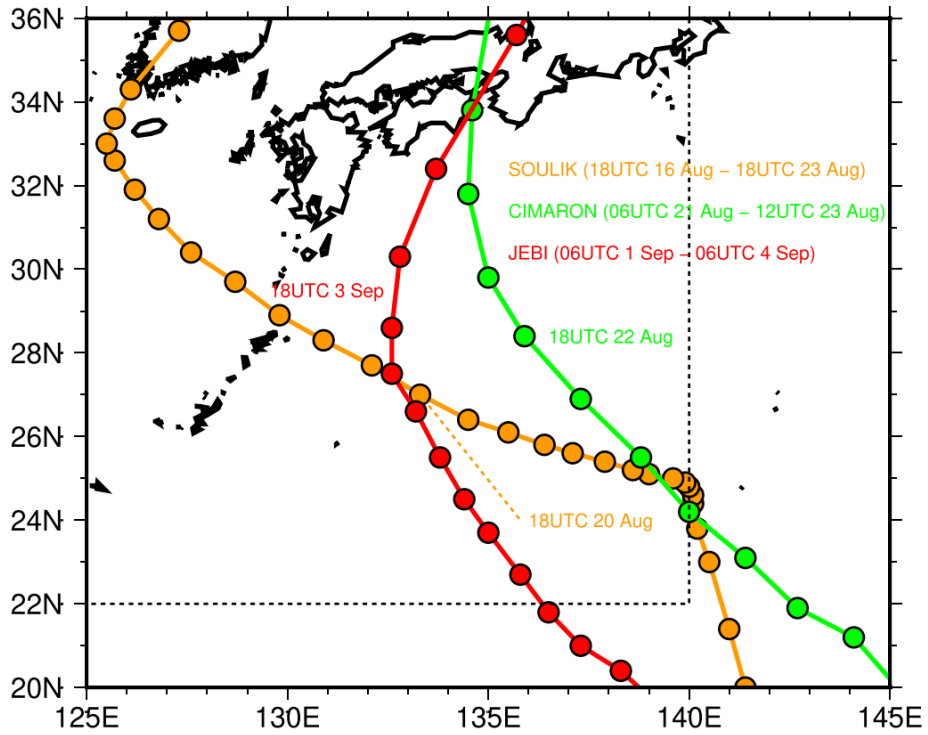 36N
34N
32N
30N
28N
26N
24N
22N
20N
SOULIK (18UTC 16 Aug – 18UTC 23 Aug)
CIMARON (06UTC 21 Aug – 12UTC 23 Aug)
JEBI (06UTC 1 Sep – 06UTC 4 Sep)
18UTC 3 Sep
18UTC 22 Aug
18UTC 20 Aug
125E 130E 135E 140E 145E